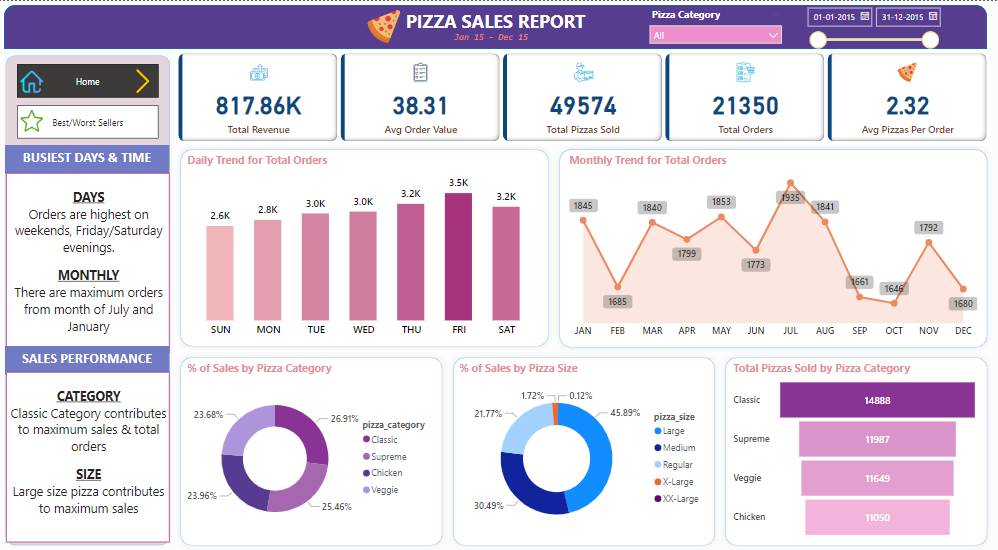 PIZZA SALES REPORT
Jan 15 - Dec 15
Pizza Category
All
01-01-2015
31-12-2015
Home
Best/Worst Sellers
BUSIEST DAYS & TIME
DAYS
Orders are highest on
weekends, Friday/Saturday
evenings.
MONTHLY
There are maximum orders
from month of July and
January
SALES PERFORMANCE
CATEGORY
Classic Category contributes
to maximum sales & total
orders
SIZE
Large size pizza contributes
to maximum sales
817.86K
Total Revenue
38.31
Avg Order Value
49574
Total Pizzas Sold
21350
Total Orders
2.32
Avg Pizzas Per Order
Daily Trend for Total Orders
2.6K
2.8K
3.0K
3.0K
3.2K
3.5K
3.2K
SUN
MON
TUE
WED
THU
FRI
SAT
Monthly Trend for Total Orders
1845
1685
1840
1799
1853
1773
1935
1841
1661
1646
1792
1680
JAN
FEB
MAR
APR
MAY
JUN
JUL
AUG
SEP
OCT
NOV
DEC
% of Sales by Pizza Category
23.68%
26.91%
23.96%
25.46%
pizza_category
Classic
Supreme
Chicken
Veggie
% of Sales by Pizza Size
1.72%
0.12%
21.77%
45.89%
30.49%
pizza_size
Large
Medium
Regular
X-Large
XX-Large
Total Pizzas Sold by Pizza Category
Classic 14888
Supreme 11987
Veggie 11649
Chicken 11050